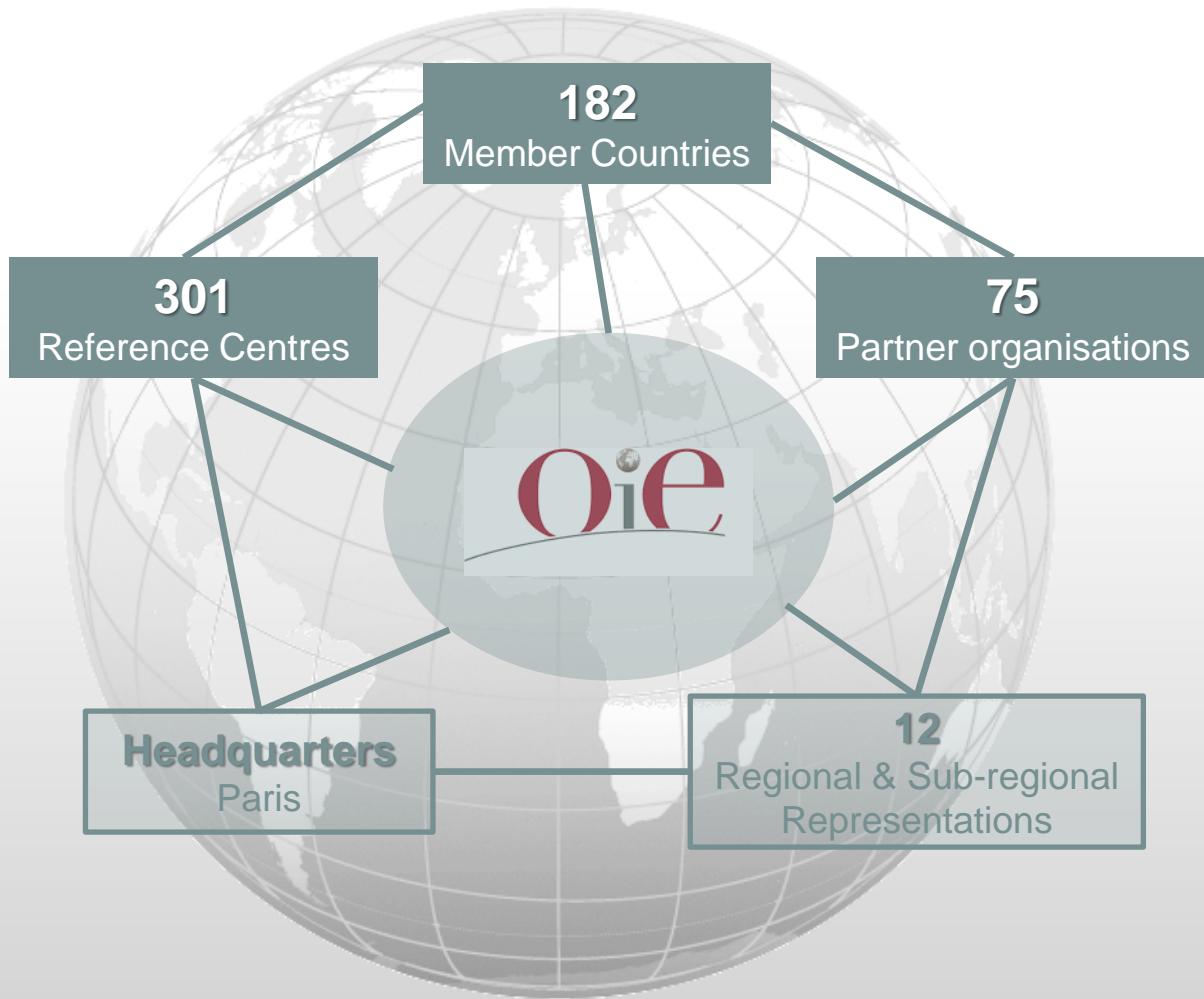 182
Member Countries
301
Reference Centres
75
Partner organisations
OiE
Headquarters
Paris
12
Regional & Sub-regional
Representations